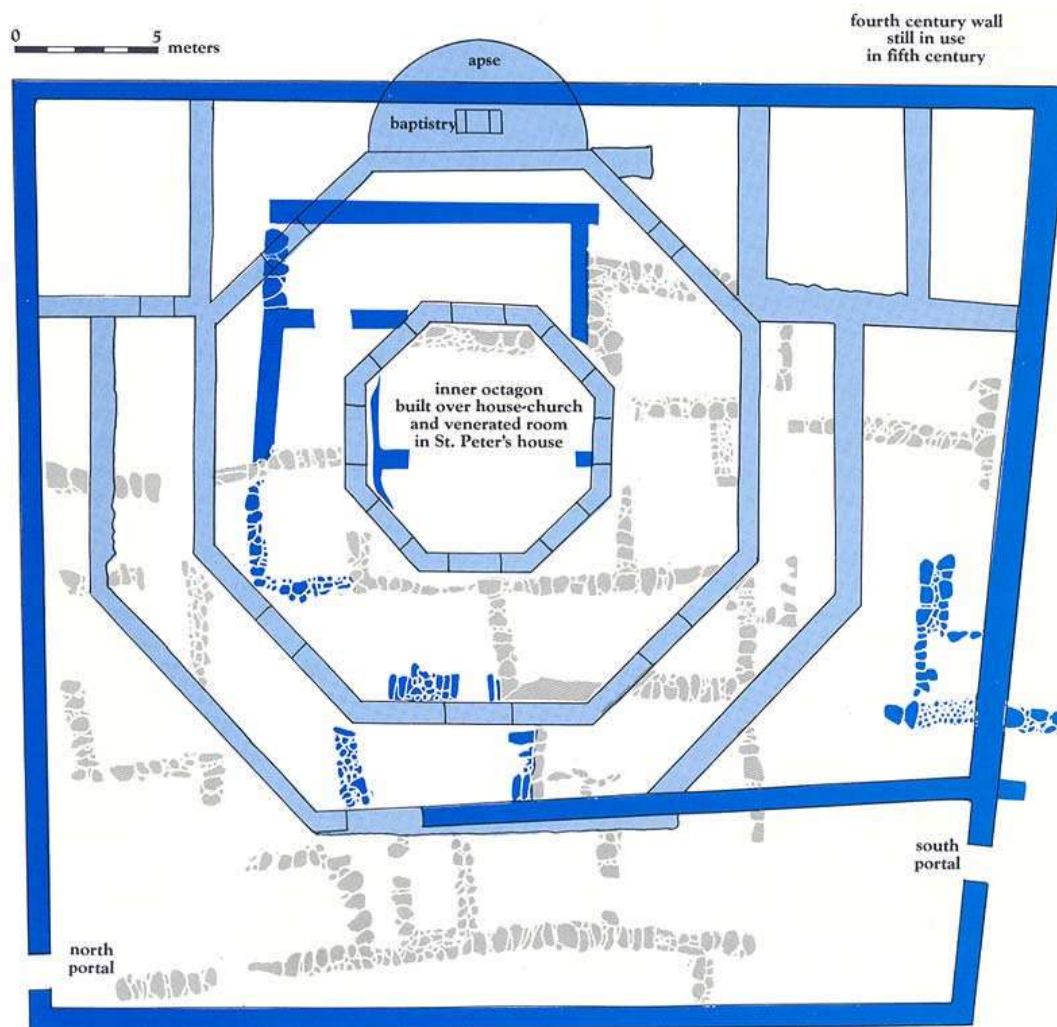 0 5
meters
fourth century wall
still in use
in fifth century
apse
baptistry
inner octagon
built over house-church
and venerated room
in St. Peter's house
south
portal
north
portal